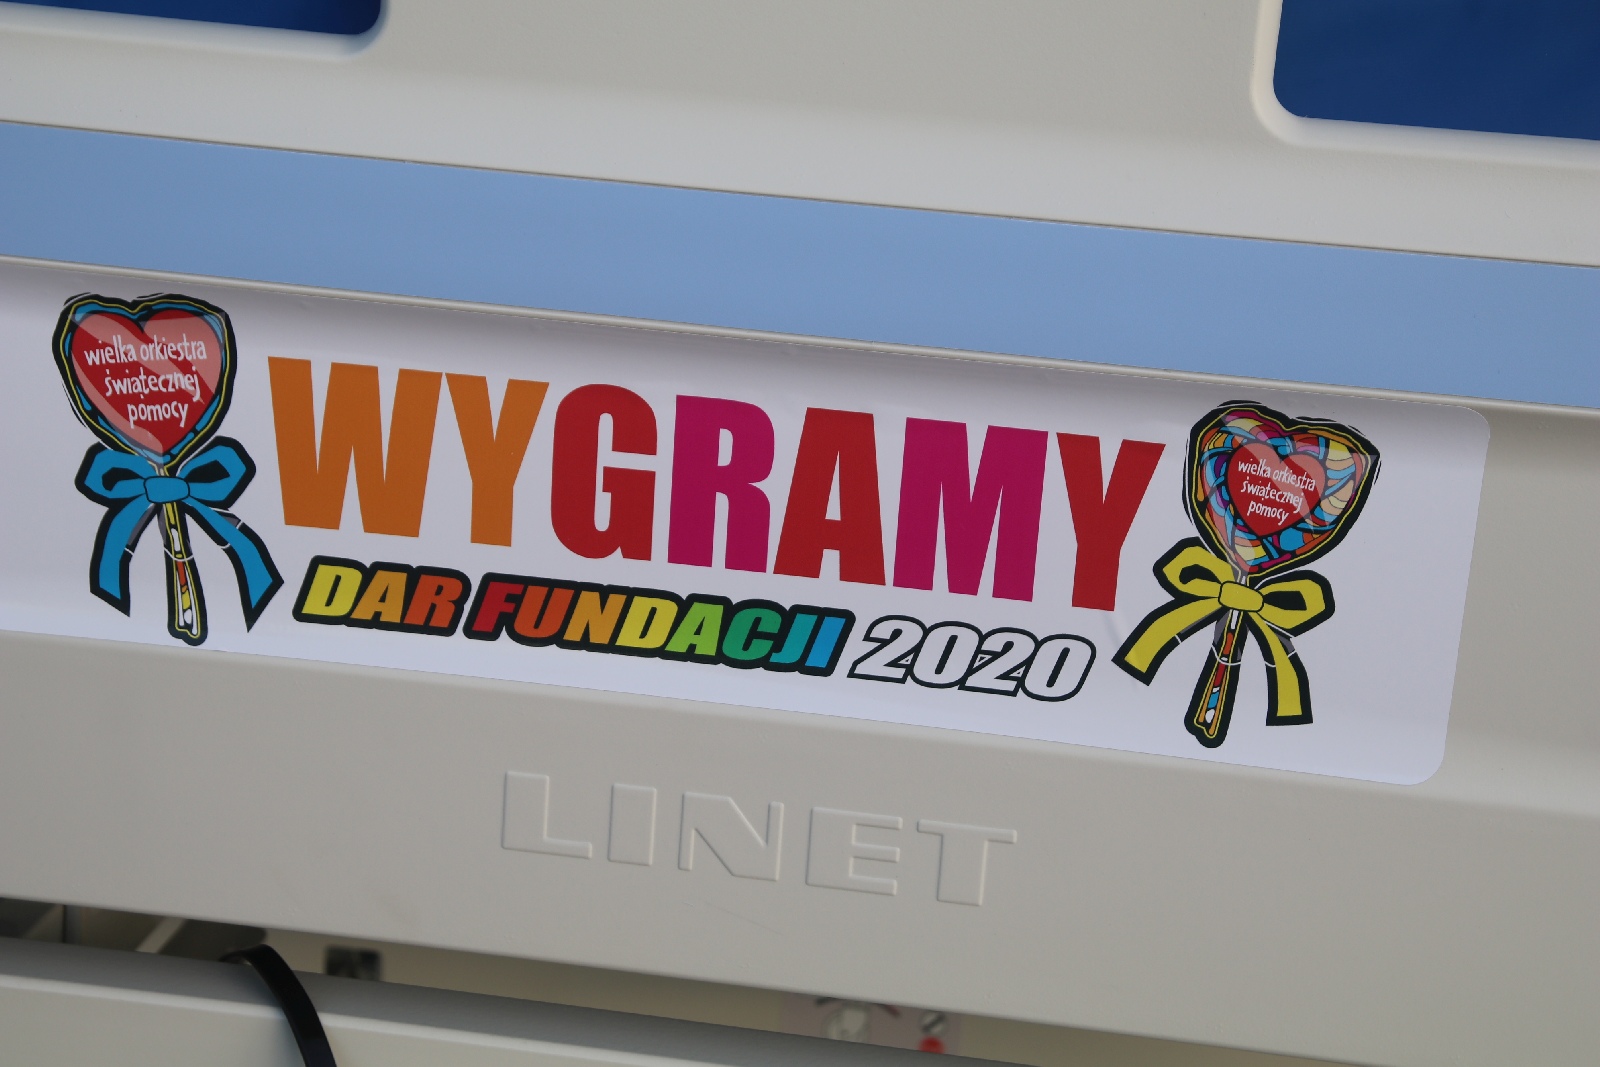 wielka orkiestra
świątecznej
pomocy
WYGRAMY
DAR FUNDACJI 2020
wielka orkiestra
świątecznej
pomocy
LINET